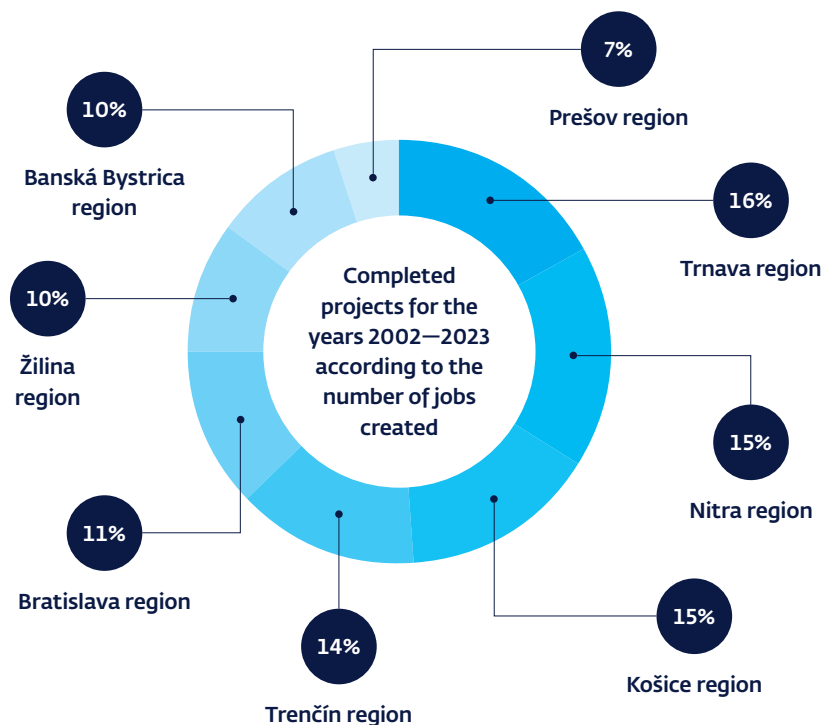 7%
Prešov region
16%
Trnava region
15%
Nitra region
15%
Košice region
14%
Trenčín region
11%
Bratislava region
10%
Žilina
region
10%
Banská Bystrica
region
Completed
projects for the
years 2002—2023
according to the
number of jobs
created